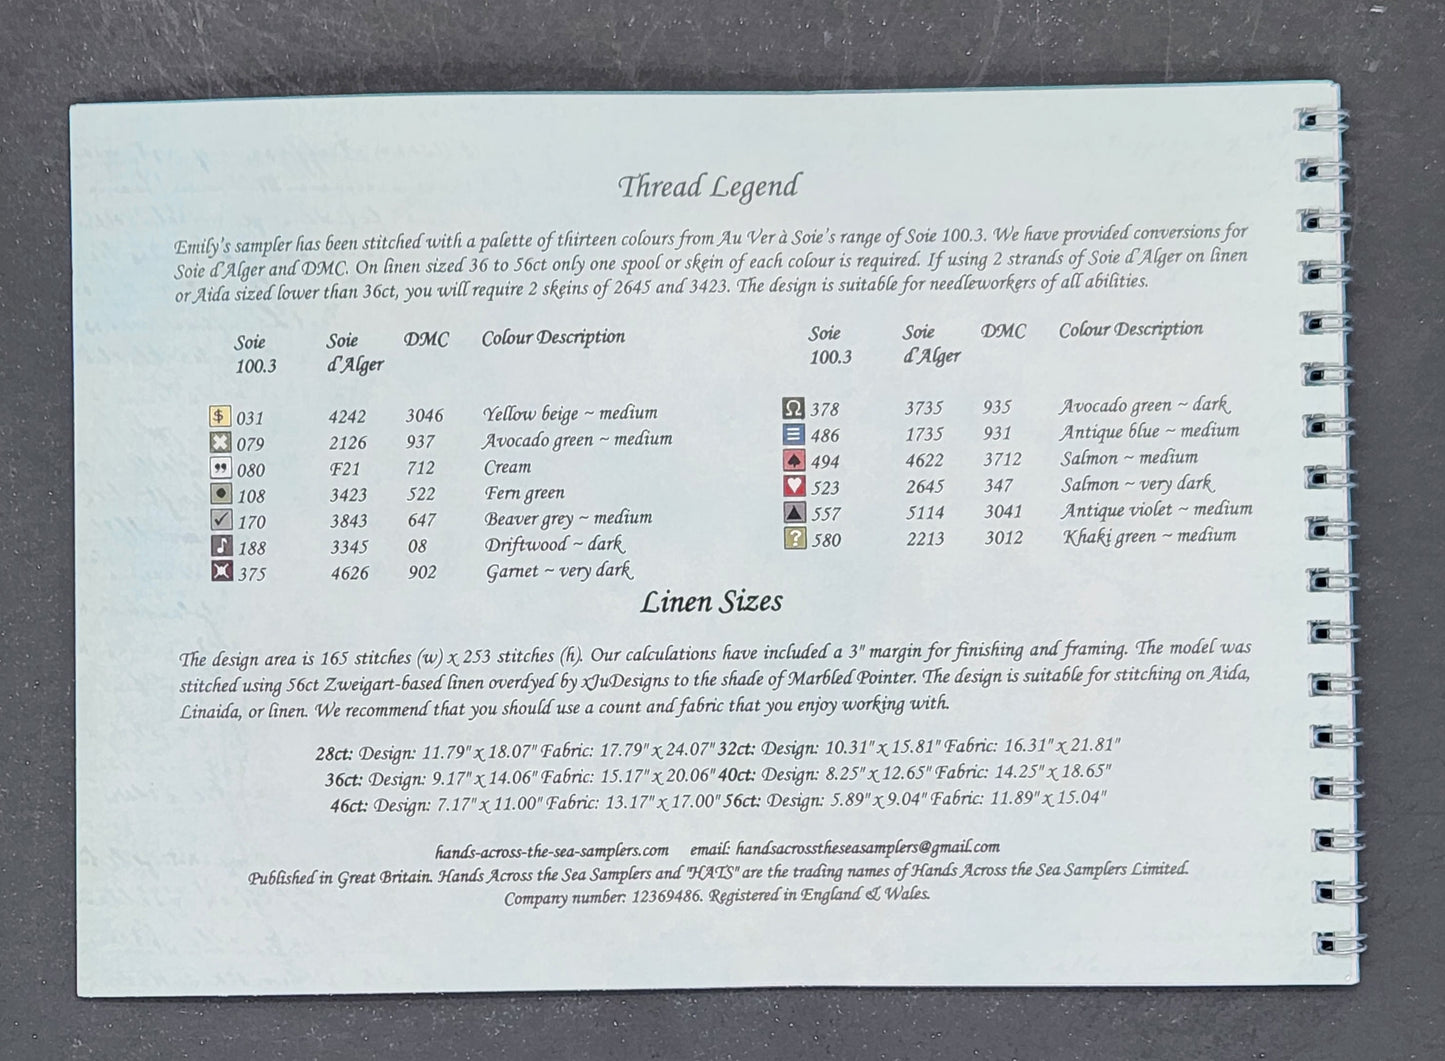 Thread Legend
Emily's sampler has been stitched with a palette of thirteen colours from Au Ver à Soie's range of Soie 100.3. We have provided conversions for
Soie d'Alger and DMC. On linen sized 36 to 56ct only one spool or skein of each colour is required. If using 2 strands of Soie d'Alger on linen
or Aida sized lower than 36ct, you will require 2 skeins of 2645 and 3423. The design is suitable for needleworkers of all abilities.
Soie 100.3 Soie d'Alger DMC Colour Description
$ 031 4242 3046 Yellow beige ~ medium
079 2126 937 Avocado green ~ medium
080 F21 712 Cream
108 3423 522 Fern green
170 3843 647 Beaver grey ~ medium
188 3345 08 Driftwood ~ dark
375 4626 902 Garnet ~ very dark
Soie 100.3 Soie d'Alger DMC Colour Description
Ω 378 3735 935 Avocado green ~ dark
486 1735 931 Antique blue ~ medium
494 4622 3712 Salmon ~ medium
523 2645 347 Salmon ~ very dark
557 5114 3041 Antique violet ~ medium
? 580 2213 3012 Khaki green ~ medium
Linen Sizes
The design area is 165 stitches (w) x 253 stitches (h). Our calculations have included a 3" margin for finishing and framing. The model was
stitched using 56ct Zweigart-based linen overdyed by xJuDesigns to the shade of Marbled Pointer. The design is suitable for stitching on Aida,
Linaida, or linen. We recommend that you should use a count and fabric that you enjoy working with.
28ct: Design: 11.79" x 18.07" Fabric: 17.79" x 24.07" 32ct: Design: 10.31" x 15.81" Fabric: 16.31" x 21.81"
36ct: Design: 9.17" x 14.06" Fabric: 15.17" x 20.06" 40ct: Design: 8.25" x 12.65" Fabric: 14.25" x 18.65"
46ct: Design: 7.17" x 11.00" Fabric: 13.17" x 17.00" 56ct: Design: 5.89" x 9.04" Fabric: 11.89" x 15.04"
hands-across-the-sea-samplers.com email: handsacrosstheseasamplers@gmail.com
Published in Great Britain. Hands Across the Sea Samplers and "HATS" are the trading names of Hands Across the Sea Samplers Limited.
Company number: 12369486. Registered in England & Wales.